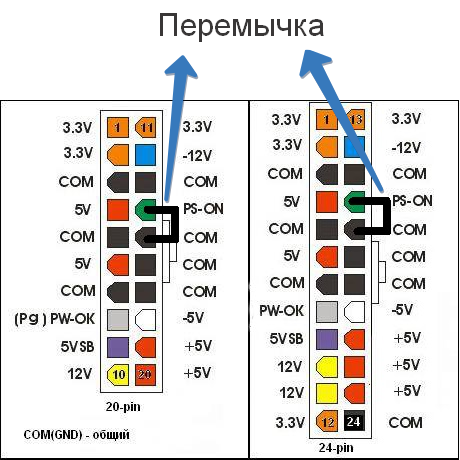 Перемычка
3.3V 1 11 3.3V
3.3V -12V
COM COM
5V PS-ON
COM COM
5V COM
COM COM
(Pg) PW-OK -5V
5VSB +5V
12V 10 20 +5V
20-pin
COM(GND) - общий
3.3V 1 13 3.3V
3.3V -12V
COM COM
5V PS-ON
COM COM
5V COM
COM COM
PW-OK -5V
5VSB +5V
12V +5V
12V +5V
3.3V 12 24 COM
24-pin